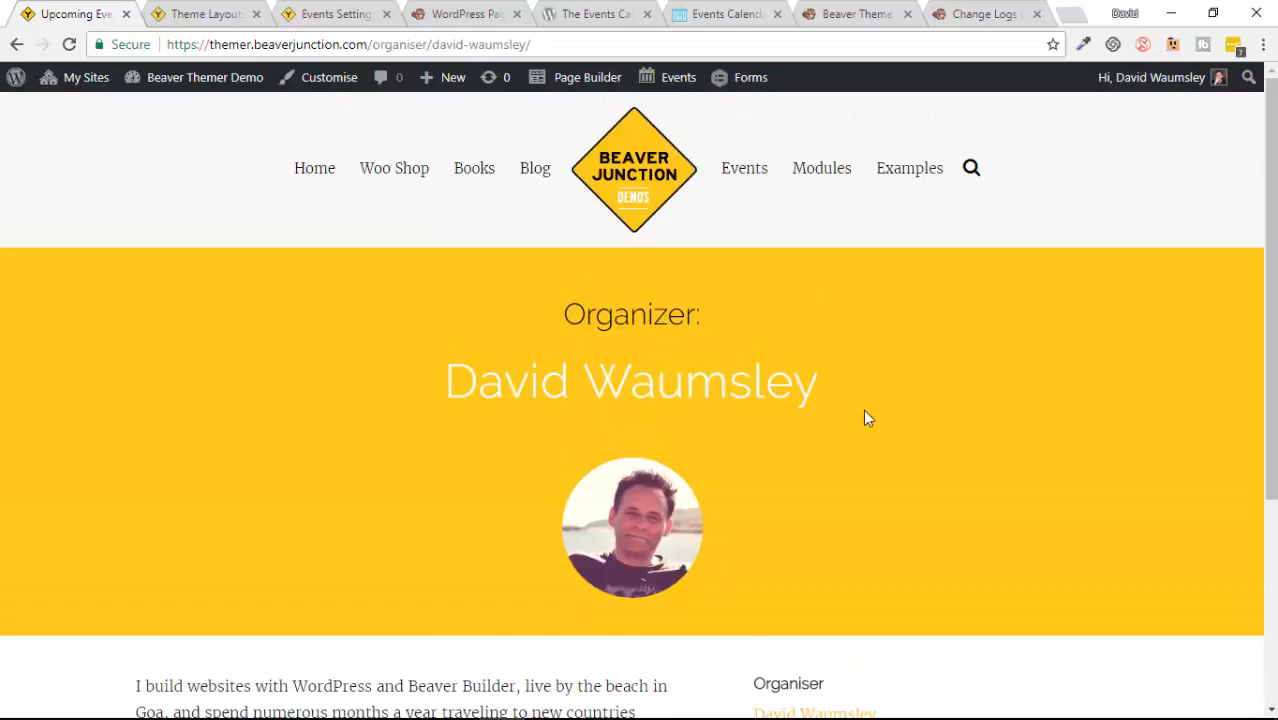 Upcoming Eve
Theme Layout
Events Setting
WordPress Pag
The Events Ca
Events Calend
Beaver Theme
Change Logs
David
Secure
https://themer.beaverjunction.com/organiser/david-waumsley/
7
My Sites
Beaver Themer Demo
Customise
0
New
0
Page Builder
Events
Forms
Hi, David Waumsley
Home
Woo Shop
Books
Blog
BEAVER
JUNCTION
DEMOS
Events
Modules
Examples
Organizer:
David Waumsley
I build websites with WordPress and Beaver Builder, live by the beach in
Goa, and spend numerous months a year traveling to new countries
Organiser
David Waumsley